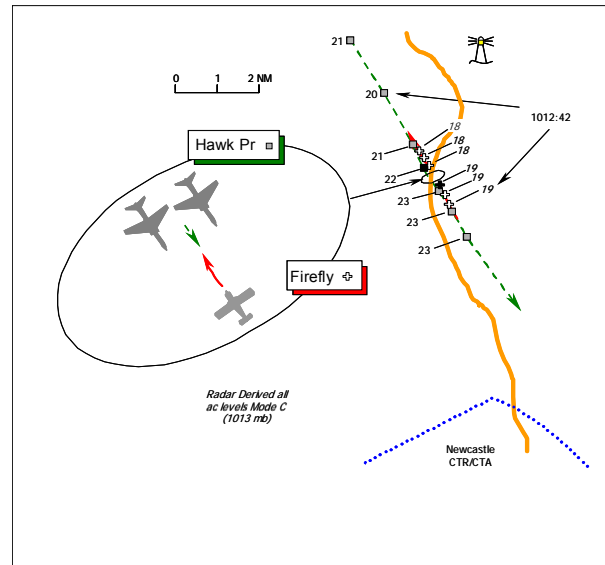 21
0 1 2 NM
20
1012:42
18
Hawk Pr
21
18
18
22
19
19
23
19
23
23
Firefly
Radar Derived all
ac levels Mode C
(1013 mb)
Newcastle
CTR/CTA